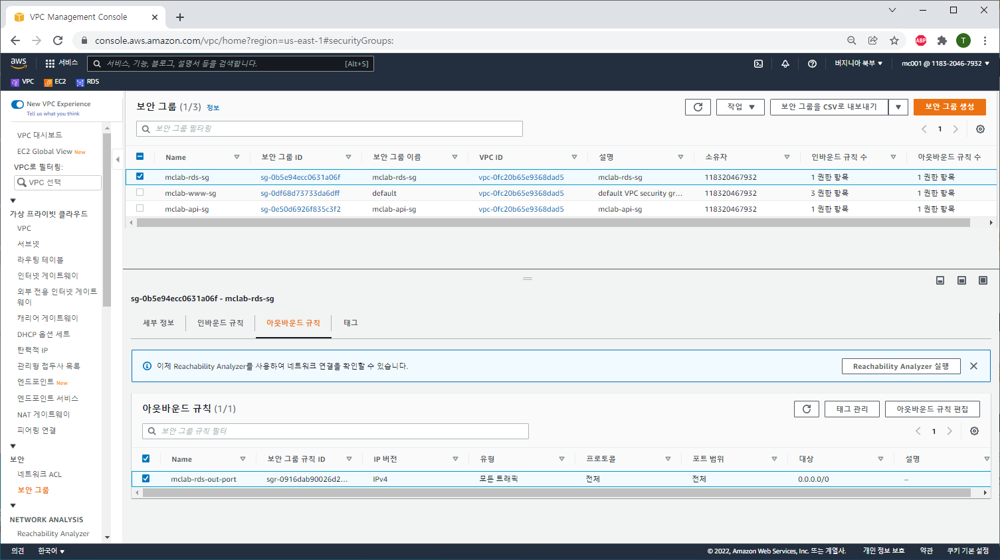 VPC Management Console
console.aws.amazon.com/vpc/home?region=us-east-1#securityGroups:
ABP
T
aws
서비스
서비스, 기능, 블로그, 설명서 등을 검색합니다.
[Alt+S]
버지니아 북부
mc001 @ 1183-2046-7932
VPC
EC2
RDS
New VPC Experience
Tell us what you think
VPC 대시보드
EC2 Global View New
VPC로 필터링:
VPC 선택
가상 프라이빗 클라우드
VPC
서브넷
라우팅 테이블
인터넷 게이트웨이
외부 전용 인터넷 게이트
웨이
캐리어 게이트웨이
DHCP 옵션 세트
탄력적 IP
관리형 접두사 목록
엔드포인트 New
엔드포인트 서비스
NAT 게이트웨이
피어링 연결
보안
네트워크 ACL
보안 그룹
NETWORK ANALYSIS
Reachability Analyzer
보안 그룹 (1/3) 정보
작업
보안 그룹을 CSV로 내보내기
보안 그룹 생성
보안 그룹 필터링
1
Name 보안 그룹 ID 보안 그룹 이름 VPC ID 설명 소유자 인바운드 규칙 수 아웃바운드 규칙 수
mclab-rds-sg sg-0b5e94ecc0631a06f mclab-rds-sg vpc-0fc20b65e9368dad5 mclab-rds-sg 118320467932 1 권한 항목 1 권한 항목
mclab-www-sg sg-0df68d73733da6dff default vpc-0fc20b65e9368dad5 default VPC security gr... 118320467932 3 권한 항목 1 권한 항목
mclab-api-sg sg-0e50d6926f835c3f2 mclab-api-sg vpc-0fc20b65e9368dad5 mclab-api-sg 118320467932 1 권한 항목 1 권한 항목
sg-0b5e94ecc0631a06f - mclab-rds-sg
세부 정보
인바운드 규칙
아웃바운드 규칙
태그
이제 Reachability Analyzer를 사용하여 네트워크 연결을 확인할 수 있습니다.
Reachability Analyzer 실행
아웃바운드 규칙 (1/1)
태그 관리
아웃바운드 규칙 편집
보안 그룹 규칙 필터
1
Name 보안 그룹 규칙 ID IP 버전 유형 프로토콜 포트 범위 대상 설명
mclab-rds-out-port sgr-0916dab90026d2... IPv4 모든 트래픽 전체 전체 0.0.0.0/0 –
의견
한국어
© 2022, Amazon Web Services, Inc. 또는 계열사.
개인 정보 보호
약관
쿠키 기본 설정